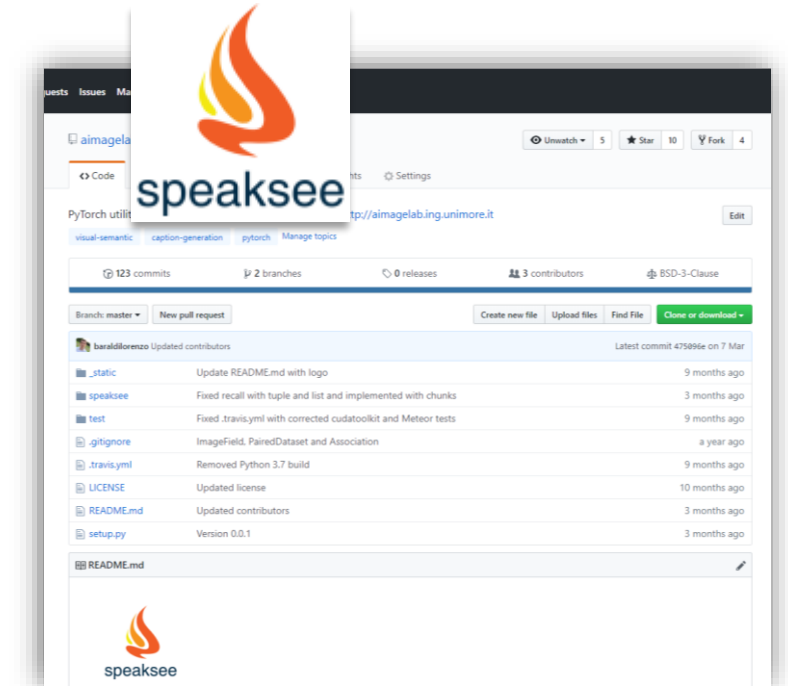 uests Issues Ma
aimagela
Unwatch 5 Star 10 Fork 4
Code
nts Settings
speaksee
PyTorch utilit
tp://aimagelab.ing.unimore.it
Edit
visual-semantic caption-generation pytorch Manage topics
123 commits 2 branches 0 releases 3 contributors BSD-3-Clause
Branch: master New pull request Create new file Upload files Find File Clone or download
baraldilorenzo Updated contributors Latest commit 475096e on 7 Mar
_static Update README.md with logo 9 months ago
speaksee Fixed recall with tuple and list and implemented with chunks 3 months ago
test Fixed .travis.yml with corrected cudatoolkit and Meteor tests 9 months ago
.gitignore ImageField, PairedDataset and Association a year ago
.travis.yml Removed Python 3.7 build 9 months ago
LICENSE Updated license 10 months ago
README.md Updated contributors 3 months ago
setup.py Version 0.0.1 3 months ago
README.md
speaksee